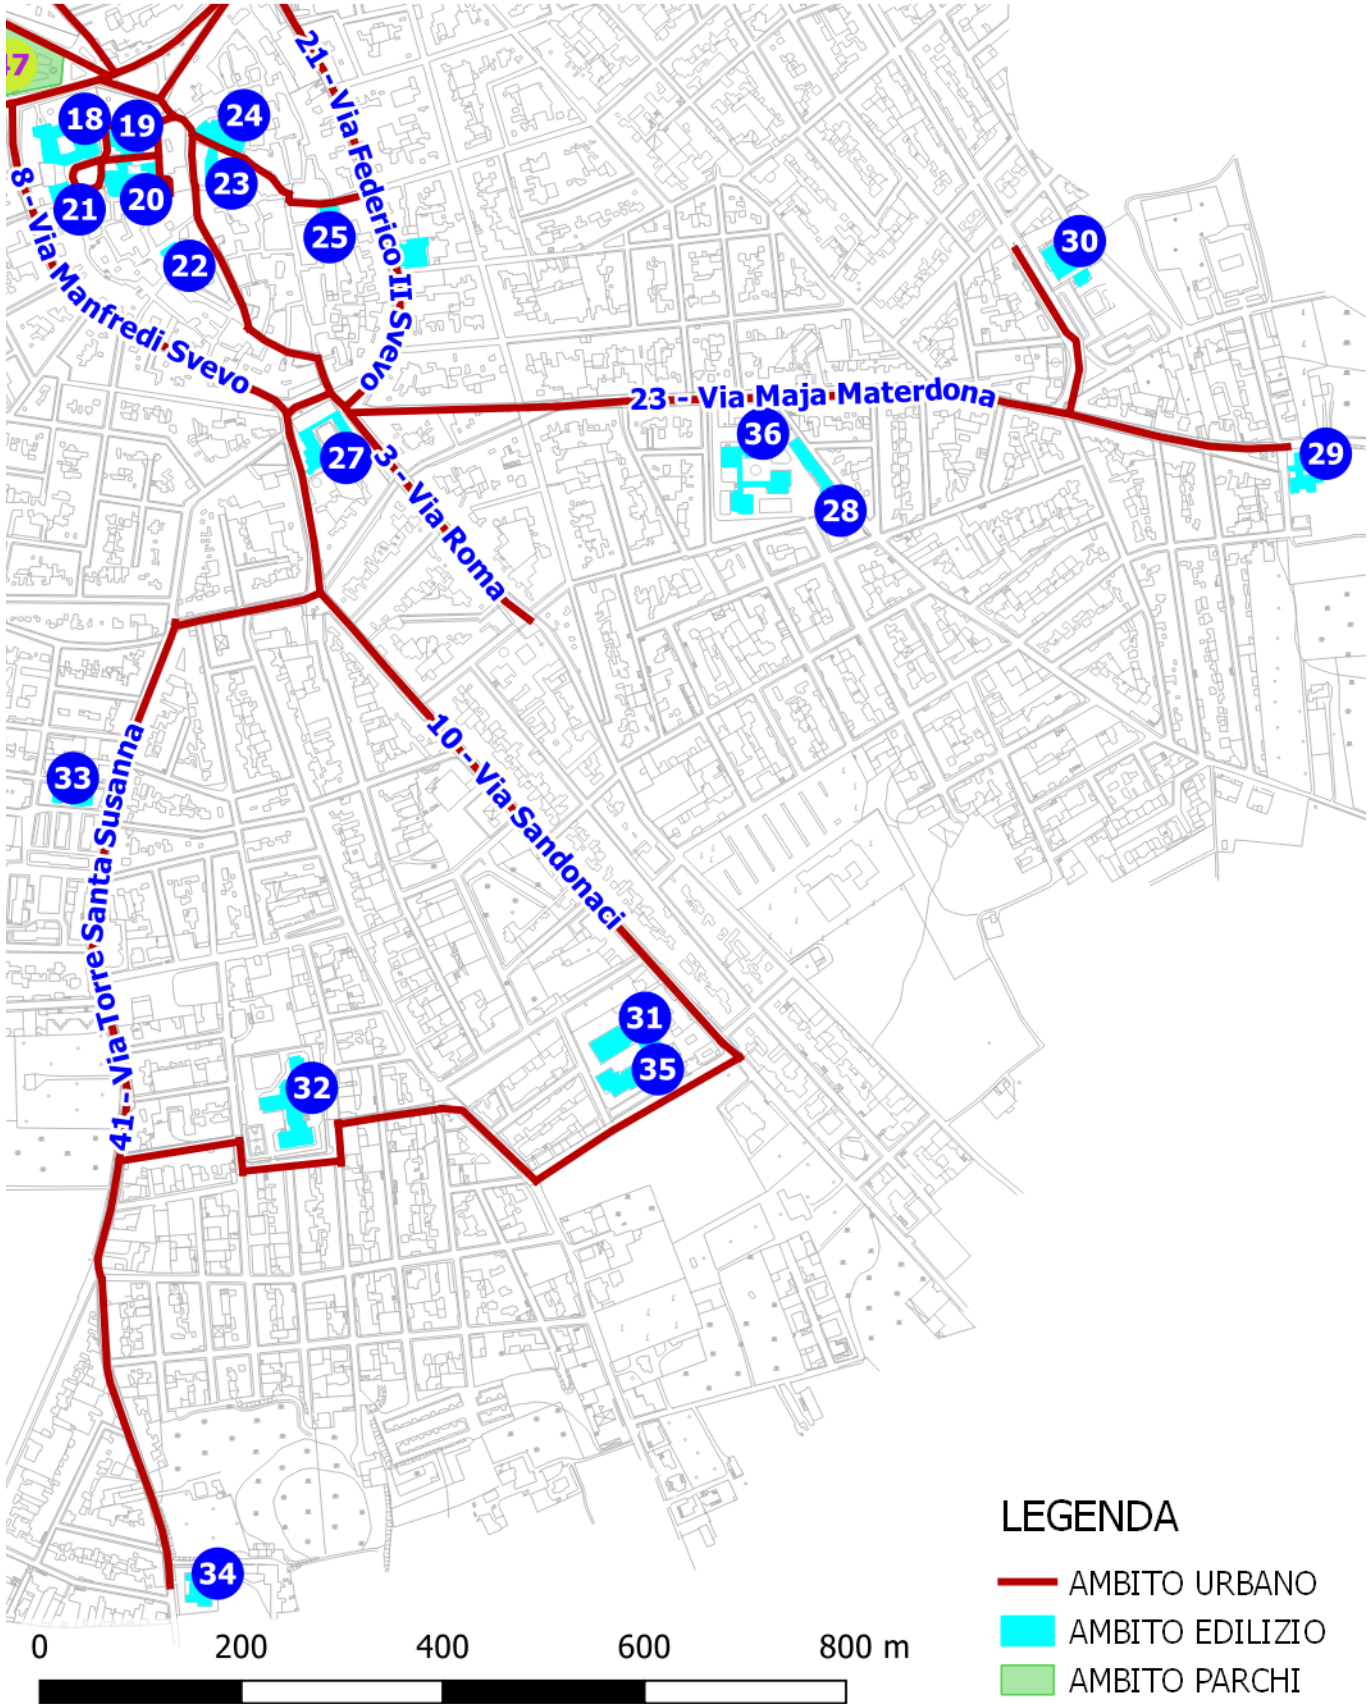 47
18
19
24
21 - Via Federico II Svevo
8 - Via Manfredi Svevo
21
20
23
25
22
30
23 - Via Maja Materdona
36
27
3 - Via Roma
28
29
10 - Via Sandonaci
33
41 - Via Torre Santa Susanna
31
35
32
34
LEGENDA
AMBITO URBANO
AMBITO EDILIZIO
AMBITO PARCHI
0 200 400 600 800 m